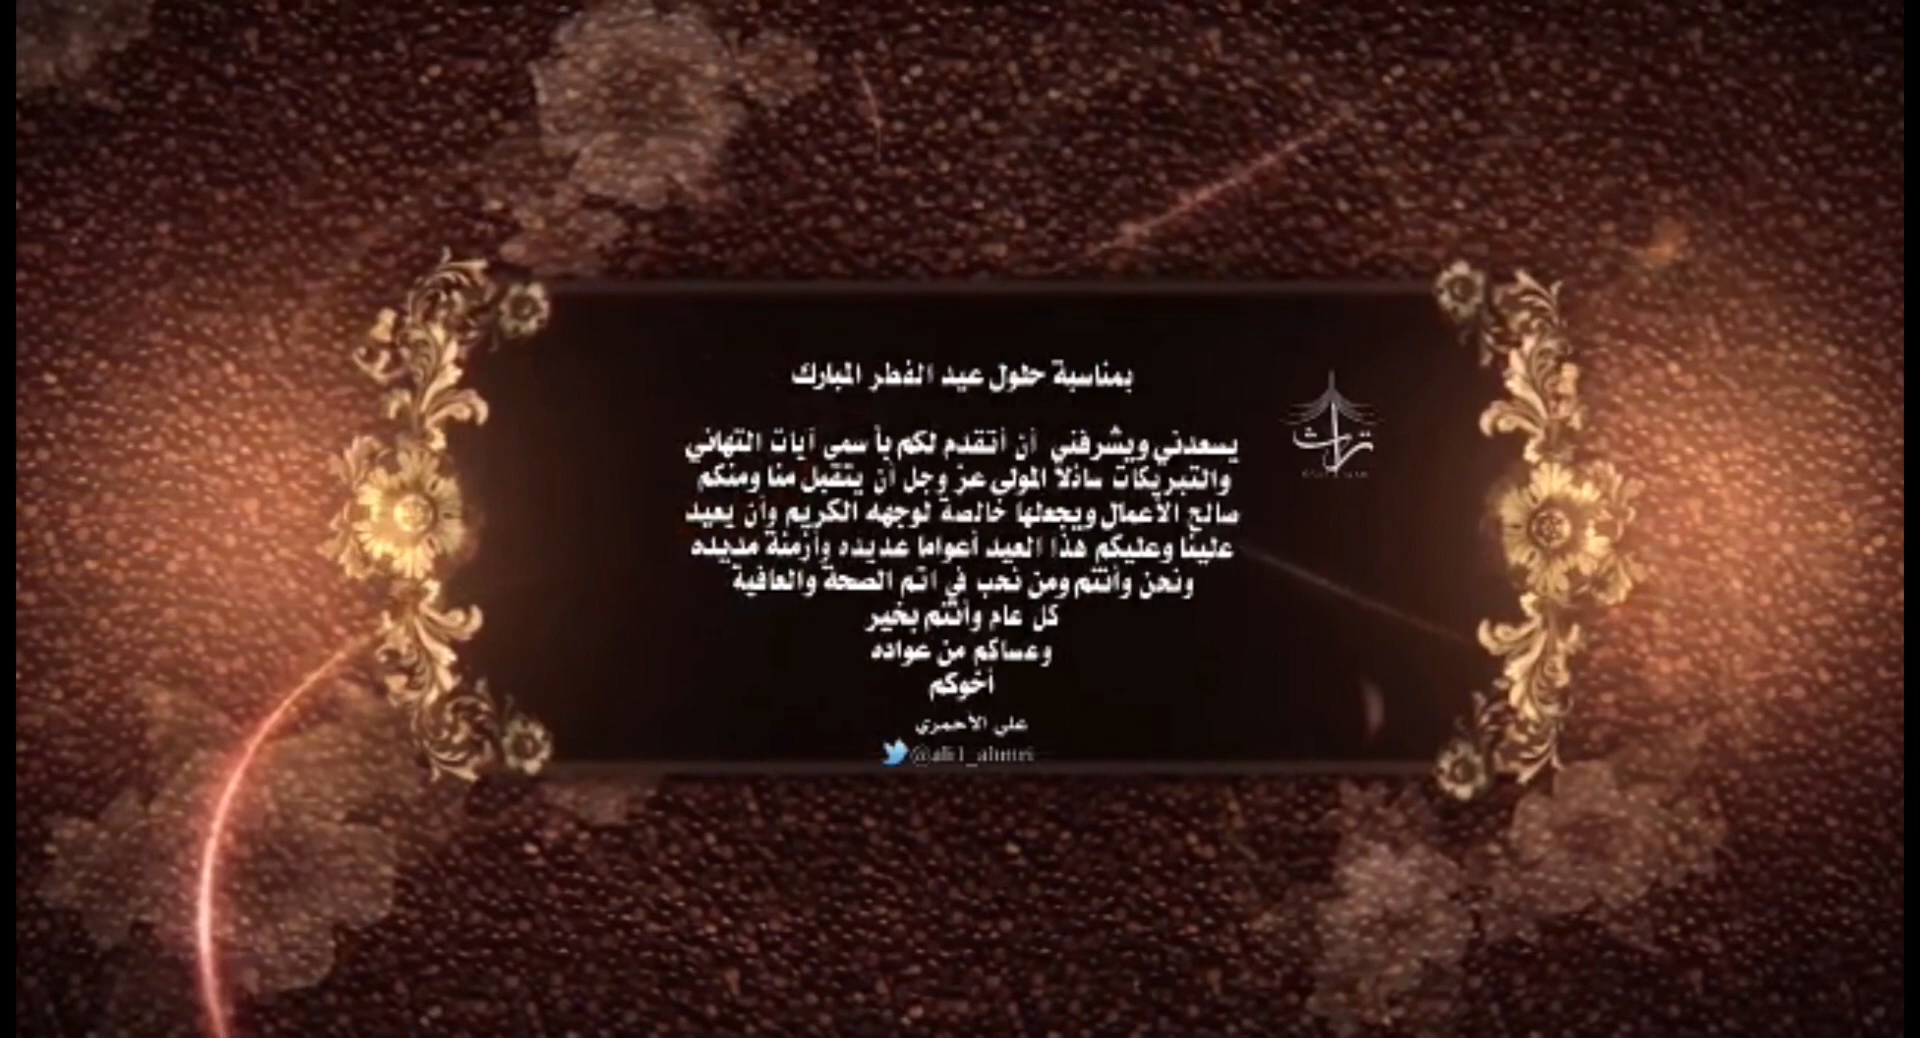 بمناسبة حلول عيد الفطر المبارك
يسعدني ويشرفني أن أتقدم لكم بأ سمى آيات التهاني
والتبريكات سائلا المولى عز وجل أن يتقبل منا ومنكم
صالح الأعمال ويجعلها خالصة لوجهه الكريم وأن يعيد
علينا وعليكم هذا العيد أعواما عديده وأزمنة مديده
ونحن وأنتم ومن نحب في اتم الصحة والعافية
كل عام وأنتم بخير
وعساكم من عواده
أخوكم
علي الأحمري
تراث